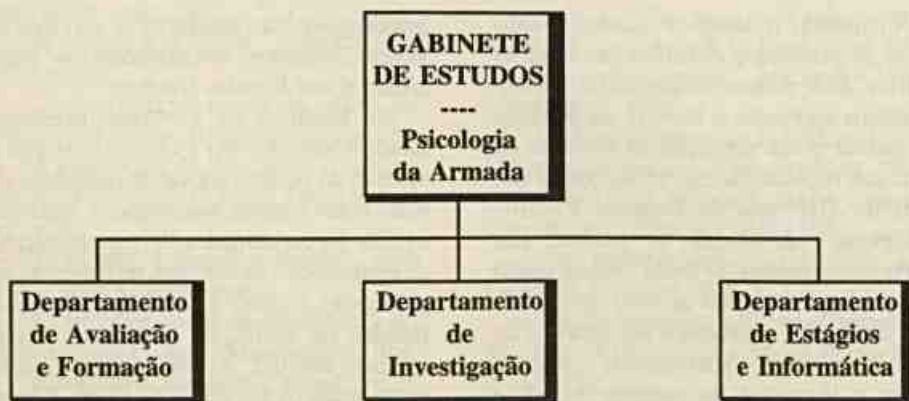 GABINETE
DE ESTUDOS
----
Psicologia
da Armada
Departamento
de Avaliação
e Formação
Departamento
de
Investigação
Departamento
de Estágios
e Informática